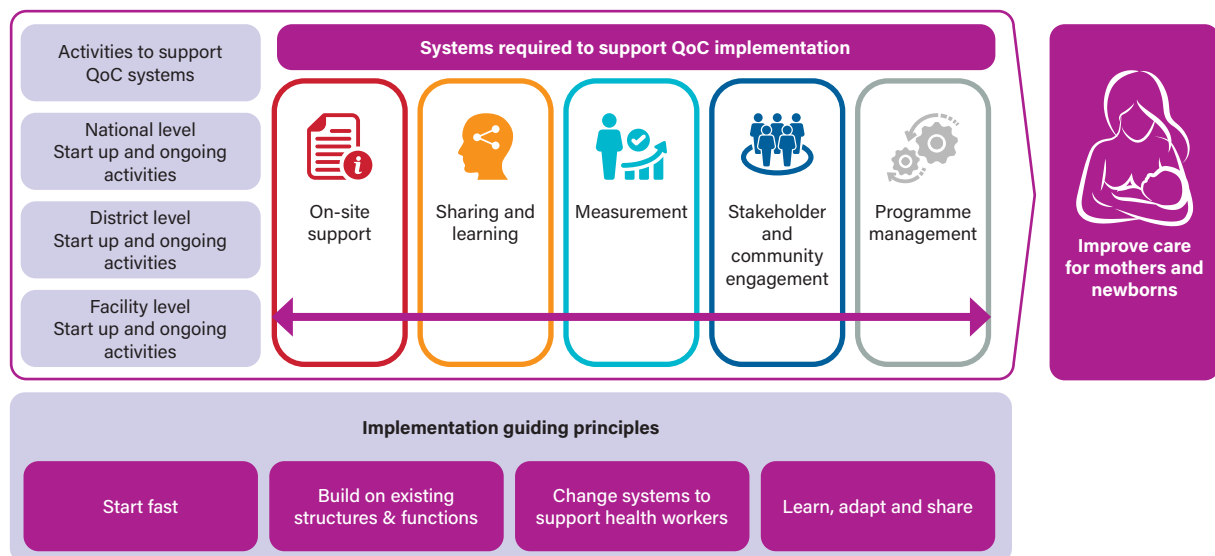 Activities to support
QoC systems
Systems required to support QoC implementation
National level
Start up and ongoing
activities
District level
Start up and ongoing
activities
Facility level
Start up and ongoing
activities
i
On-site
support
Sharing and
learning
Measurement
Stakeholder
and
community
engagement
Programme
management
Improve care
for mothers and
newborns
Implementation guiding principles
Start fast
Build on existing
structures & functions
Change systems to
support health workers
Learn, adapt and share